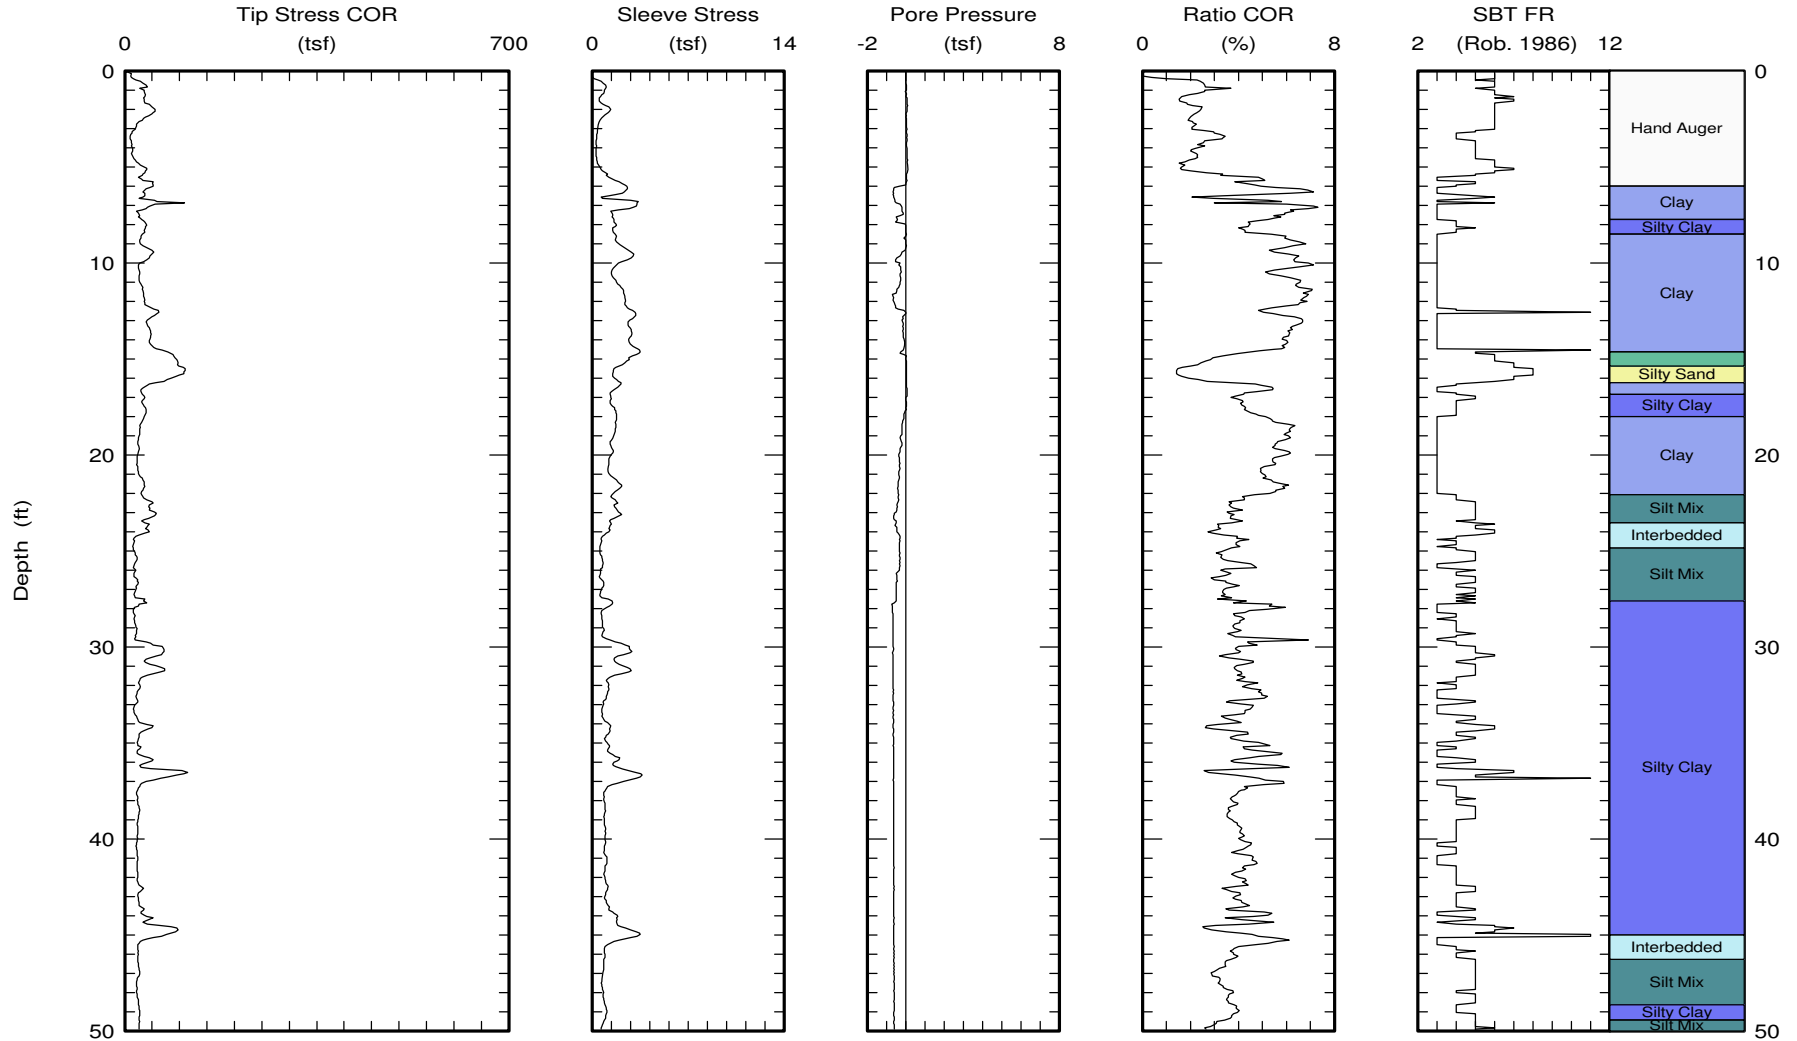 Tip Stress COR Sleeve Stress Pore Pressure Ratio COR SBT FR
0 (tsf) 700 0 (tsf) 14 -2 (tsf) 8 0 (%) 8 2 (Rob. 1986) 12
0 0
Hand Auger
Clay
Silty Clay
10 10
Clay
Silty Sand
Silty Clay
20 Clay 20
Silt Mix
Interbedded
Depth (ft)
Silt Mix
30 30
Silty Clay
40 40
Interbedded
Silt Mix
Silty Clay
Silt Mix
50 50